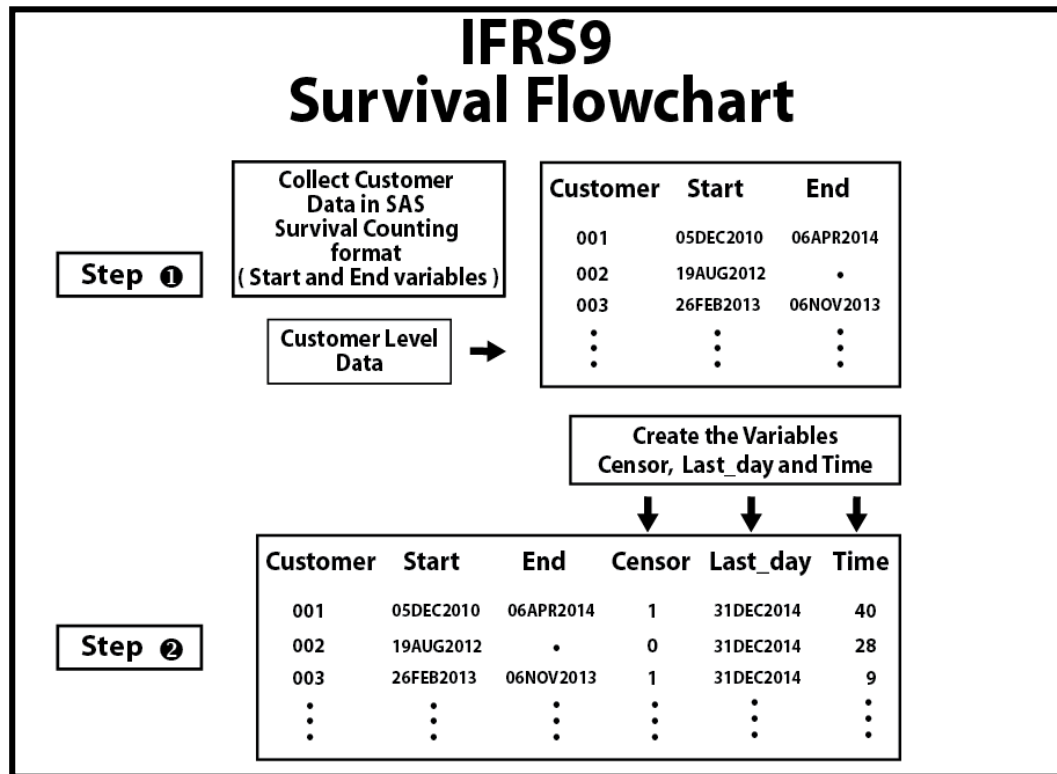 IFRS9
Survival Flowchart
Step ❶
Collect Customer
Data in SAS
Survival Counting
format
( Start and End variables )
Customer Level
Data
Customer Start End
001 05DEC2010 06APR2014
002 19AUG2012 •
003 26FEB2013 06NOV2013
Create the Variables
Censor, Last_day and Time
Step ❷
Customer Start End Censor Last_day Time
001 05DEC2010 06APR2014 1 31DEC2014 40
002 19AUG2012 • 0 31DEC2014 28
003 26FEB2013 06NOV2013 1 31DEC2014 9